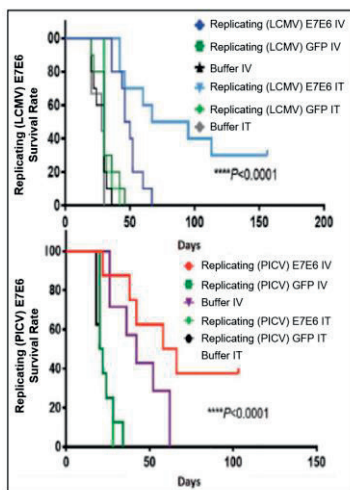 Replicating (LCMV) E7E6
Survival Rate
100
80
60
40
20
0
0
50
100
150
200
Days
Replicating (LCMV) E7E6 IV
Replicating (LCMV) GFP IV
Buffer IV
Replicating (LCMV) E7E6 IT
Replicating (LCMV) GFP IT
Buffer IT
****P<0.0001
Replicating (PICV) E7E6
Survival Rate
100
80
60
40
20
0
0
50
100
150
Days
Replicating (PICV) E7E6 IV
Replicating (PICV) GFP IV
Buffer IV
Replicating (PICV) E7E6 IT
Replicating (PICV) GFP IT
Buffer IT
****P<0.0001